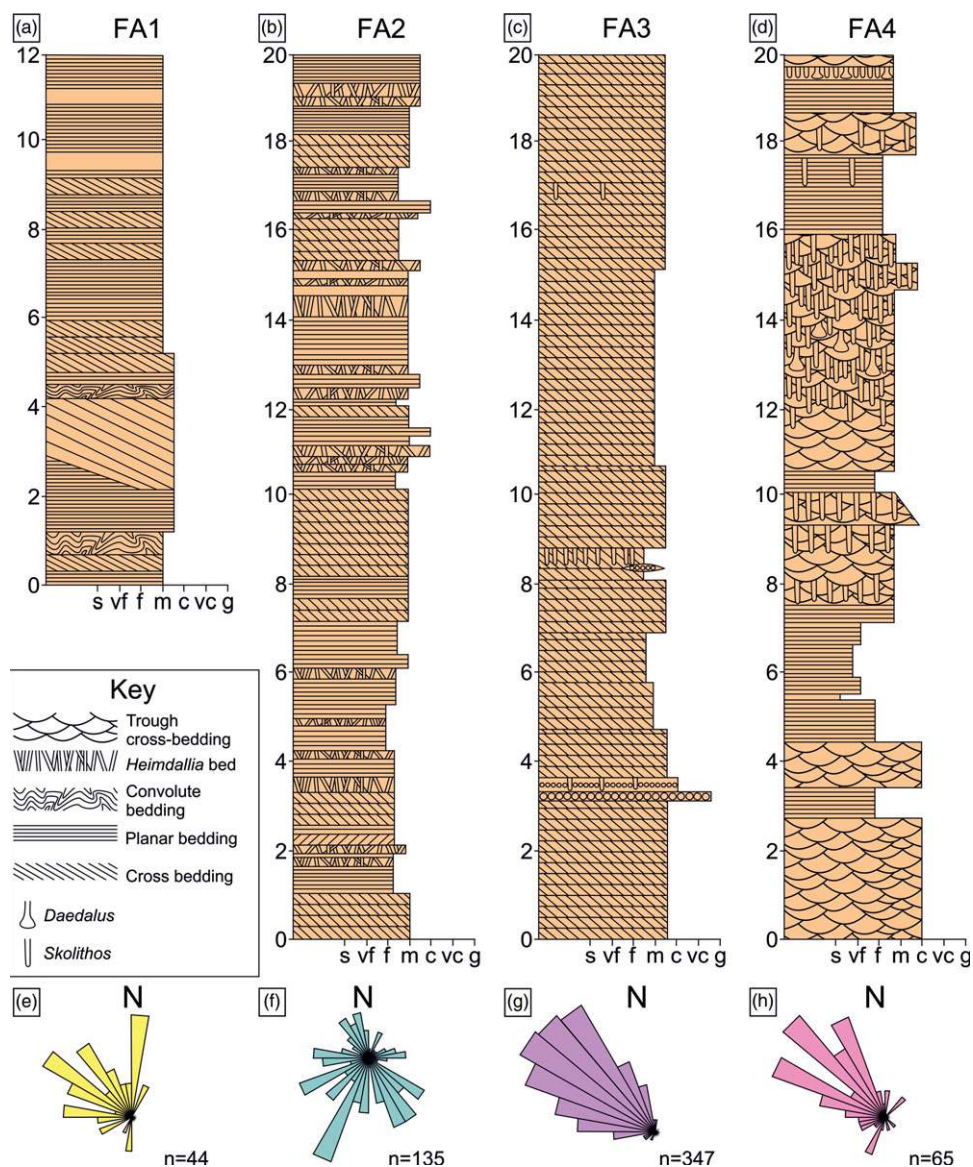 (a) FA1
12
10
8
6
4
2
0
s vf f m c vc g
(b) FA2
20
18
16
14
12
10
8
6
4
2
0
s vf f m c vc g
(c) FA3
20
18
16
14
12
10
8
6
4
2
0
s vf f m c vc g
(d) FA4
20
18
16
14
12
10
8
6
4
2
0
s vf f m c vc g
Key
Trough
cross-bedding
Heimdallia bed
Convolute
bedding
Planar bedding
Cross bedding
Daedalus
Skolithos
(e) N
n=44
(f) N
n=135
(g) N
n=347
(h) N
n=65